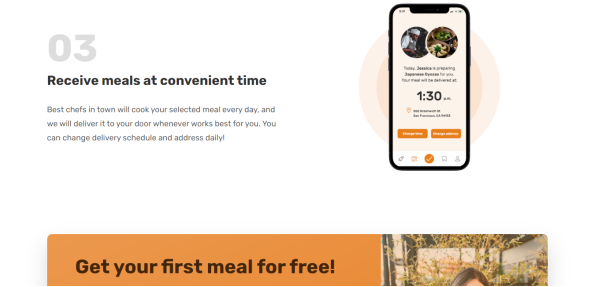 03
Receive meals at convenient time
Best chefs in town will cook your selected meal every day, and
we will deliver it to your door whenever works best for you. You
can change delivery schedule and address daily!
Today, Jessica is preparing
Japanese Gyozas for you.
Your meal will be delivered at:
1:30 p.m.
San Francisco, CA 94123
Change time
Change address
Get your first meal for free!